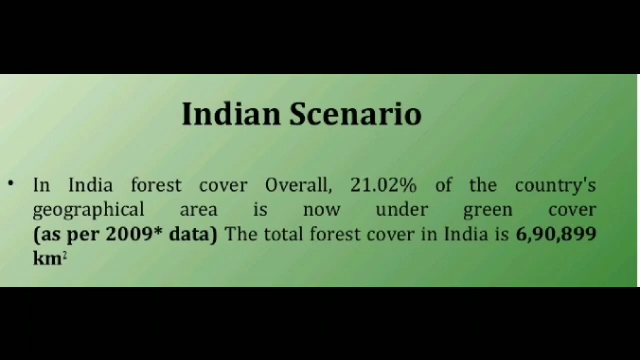 Indian Scenario
• In India forest cover Overall, 21.02% of the country's
geographical area is now under green cover
(as per 2009* data) The total forest cover in India is 6,90,899
km²